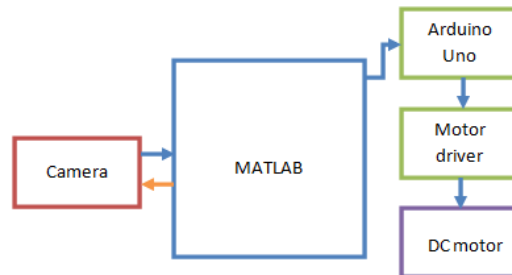 Arduino
Uno
Motor
driver
Camera
MATLAB
DC motor